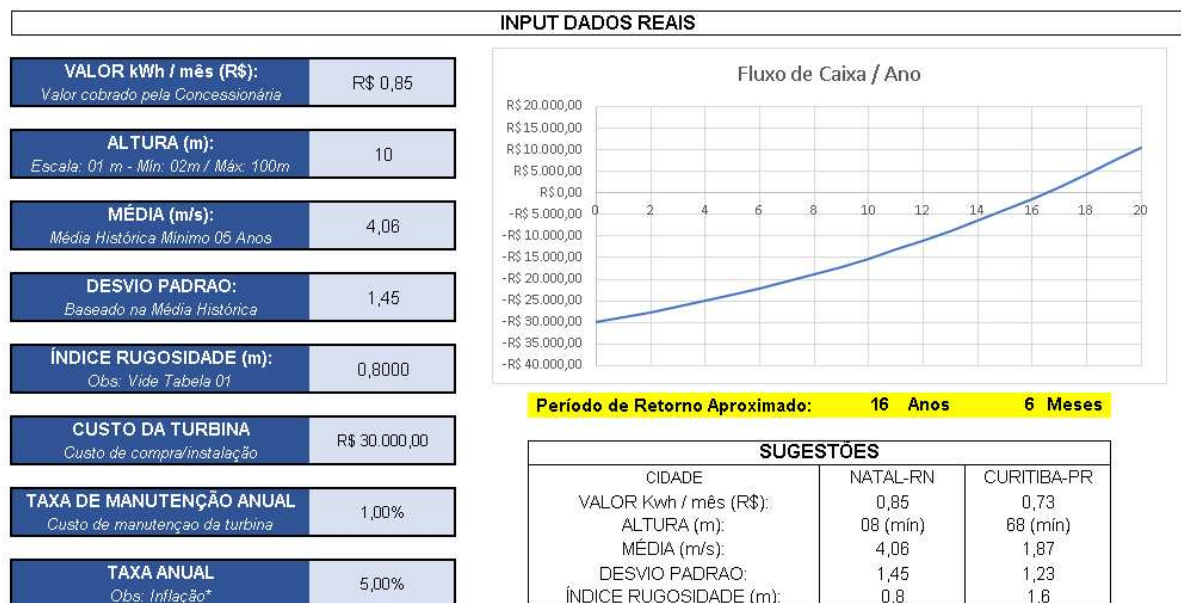 INPUT DADOS REAIS
VALOR kWh / mês (R$):
Valor cobrado pela Concessionária
R$ 0,85
ALTURA (m):
Escala: 01 m - Mín: 02m / Máx: 100m
10
MÉDIA (m/s):
Média Histórica Mínimo 05 Anos
4,06
DESVIO PADRAO:
Baseado na Média Histórica
1,45
ÍNDICE RUGOSIDADE (m):
Obs: Vide Tabela 01
0,8000
CUSTO DA TURBINA
Custo de compra/instalação
R$ 30.000,00
TAXA DE MANUTENÇÃO ANUAL
Custo de manutençao da turbina
1,00%
TAXA ANUAL
Obs: Inflação*
5,00%
Fluxo de Caixa / Ano
R$ 20.000,00
R$ 15.000,00
R$ 10.000,00
R$ 5.000,00
R$ 0,00
-R$ 5.000,00
-R$ 10.000,00
-R$ 15.000,00
-R$ 20.000,00
-R$ 25.000,00
-R$ 30.000,00
-R$ 35.000,00
-R$ 40.000,00
0 2 4 6 8 10 12 14 16 18 20
Período de Retorno Aproximado: 16 Anos 6 Meses
SUGESTÕES
CIDADE NATAL-RN CURITIBA-PR
VALOR Kwh / mês (R$): 0,85 0,73
ALTURA (m): 08 (mín) 68 (mín)
MÉDIA (m/s): 4,06 1,87
DESVIO PADRAO: 1,45 1,23
ÍNDICE RUGOSIDADE (m): 0,8 1,6